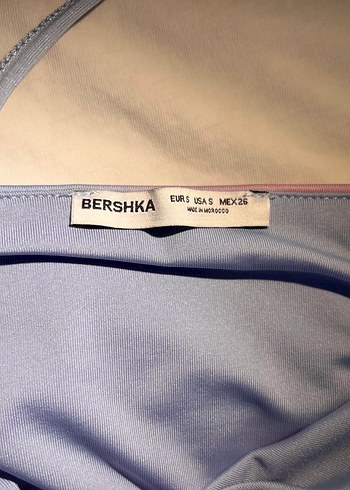 BERSHKA
EUR S USA S MEX 26
MADE IN MOROCCO